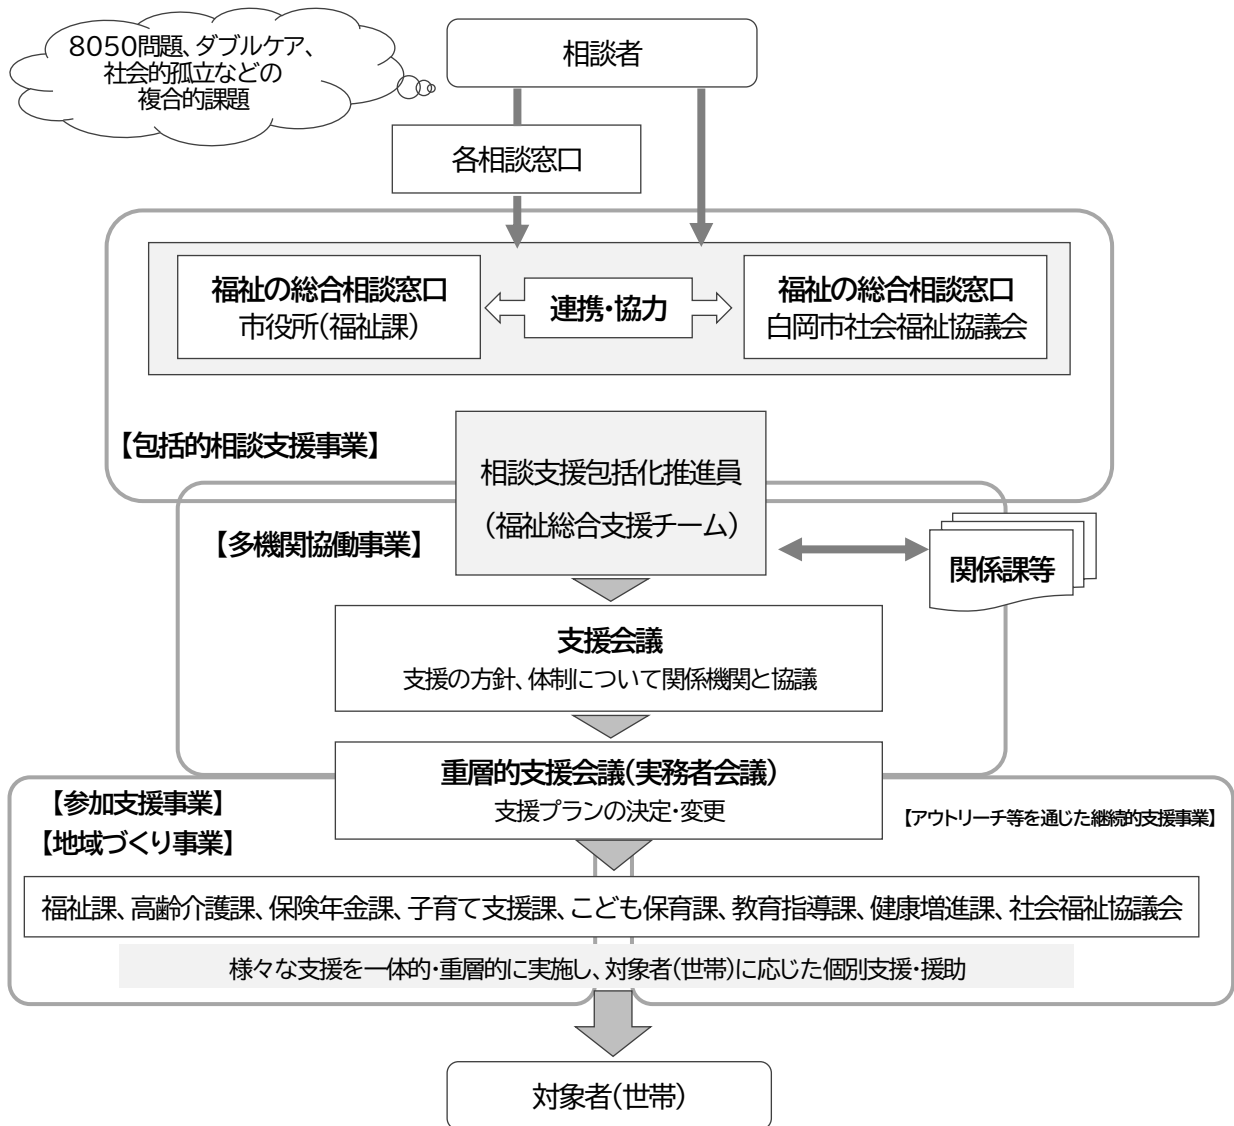 8050問題、ダブルケア、
社会的孤立などの
複合的課題
相談者
各相談窓口
福祉の総合相談窓口
市役所(福祉課)
連携・協力
福祉の総合相談窓口
白岡市社会福祉協議会
【包括的相談支援事業】
相談支援包括化推進員
(福祉総合支援チーム)
【多機関協働事業】
関係課等
支援会議
支援の方針、体制について関係機関と協議
重層的支援会議(実務者会議)
支援プランの決定・変更
【参加支援事業】
【地域づくり事業】
【アウトリーチ等を通じた継続的支援事業】
福祉課、高齢介護課、保険年金課、子育て支援課、こども保育課、教育指導課、健康増進課、社会福祉協議会
様々な支援を一体的・重層的に実施し、対象者(世帯)に応じた個別支援・援助
対象者(世帯)